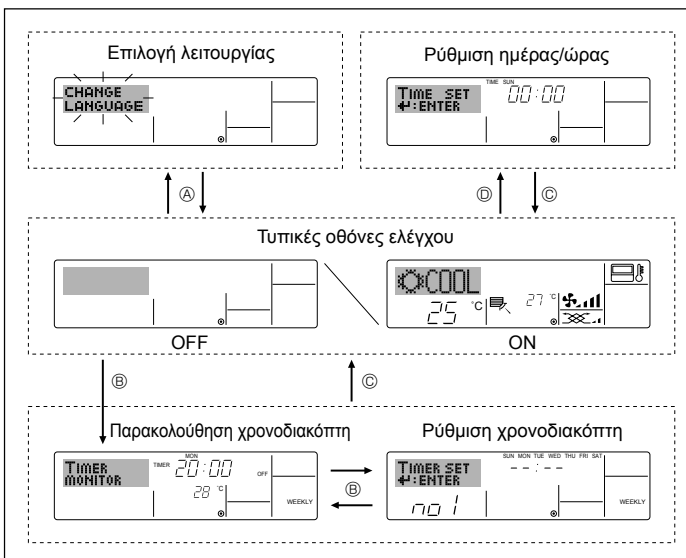 Επιλογή λειτουργίας
CHANGE
LANGUAGE
Ρύθμιση ημέρας/ώρας
TIME SUN
TIME SET 00:00
↵:ENTER
Ⓐ
Ⓓ
Ⓒ
Τυπικές οθόνες ελέγχου
OFF
COOL
25 °C
27 °C
ON
Ⓑ
Ⓒ
Παρακολούθηση χρονοδιακόπτη
MON
TIMER 20:00 OFF
TIMER
MONITOR
28 °C
WEEKLY
Ⓑ
Ρύθμιση χρονοδιακόπτη
SUN MON TUE WED THU FRI SAT
TIMER SET --:--
↵:ENTER
no 1
WEEKLY